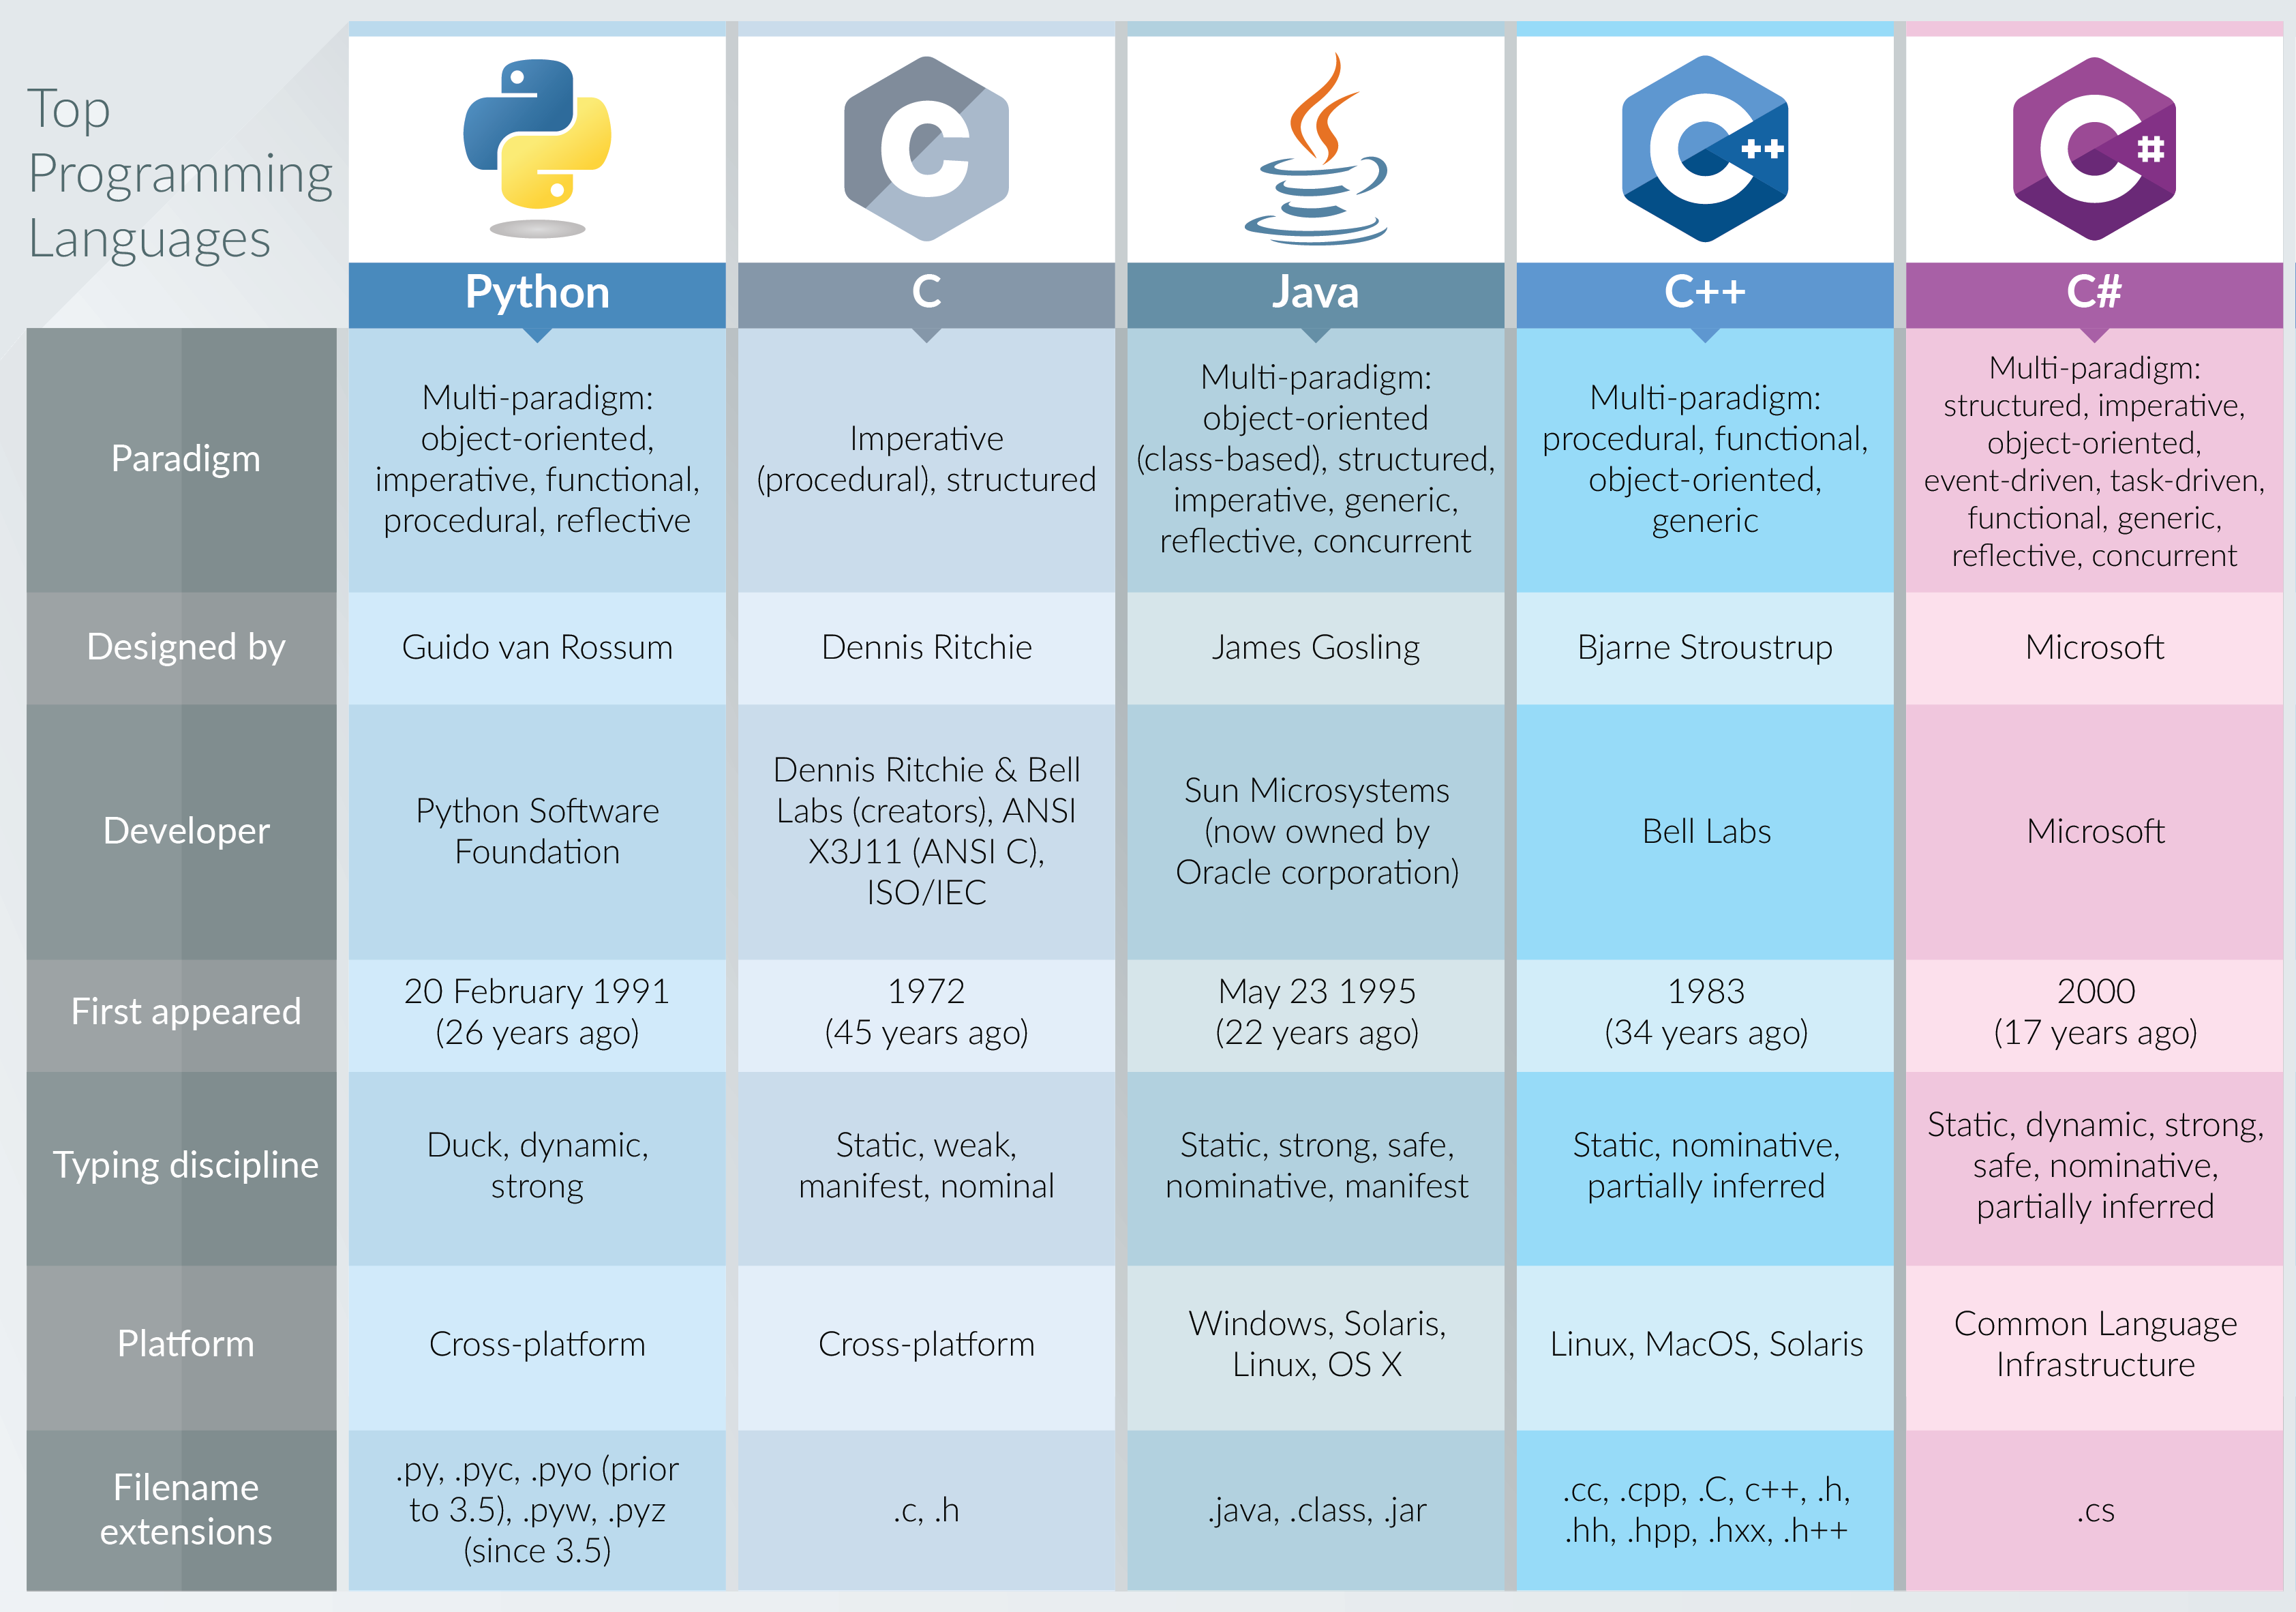 Top
Programming
Languages
C
C
++
C
#
Python
C
Java
C++
C#
Paradigm
Multi-paradigm:
object-oriented,
imperative, functional,
procedural, reflective
Imperative
(procedural), structured
Multi-paradigm:
object-oriented
(class-based), structured,
imperative, generic,
reflective, concurrent
Multi-paradigm:
procedural, functional,
object-oriented,
generic
Multi-paradigm:
structured, imperative,
object-oriented,
event-driven, task-driven,
functional, generic,
reflective, concurrent
Designed by
Guido van Rossum
Dennis Ritchie
James Gosling
Bjarne Stroustrup
Microsoft
Developer
Python Software
Foundation
Dennis Ritchie & Bell
Labs (creators), ANSI
X3J11 (ANSI C),
ISO/IEC
Sun Microsystems
(now owned by
Oracle corporation)
Bell Labs
Microsoft
First appeared
20 February 1991
(26 years ago)
1972
(45 years ago)
May 23 1995
(22 years ago)
1983
(34 years ago)
2000
(17 years ago)
Typing discipline
Duck, dynamic,
strong
Static, weak,
manifest, nominal
Static, strong, safe,
nominative, manifest
Static, nominative,
partially inferred
Static, dynamic, strong,
safe, nominative,
partially inferred
Platform
Cross-platform
Cross-platform
Windows, Solaris,
Linux, OS X
Linux, MacOS, Solaris
Common Language
Infrastructure
Filename
extensions
.py, .pyc, .pyo (prior
to 3.5), .pyw, .pyz
(since 3.5)
.c, .h
.java, .class, .jar
.cc, .cpp, .C, c++, .h,
.hh, .hpp, .hxx, .h++
.cs